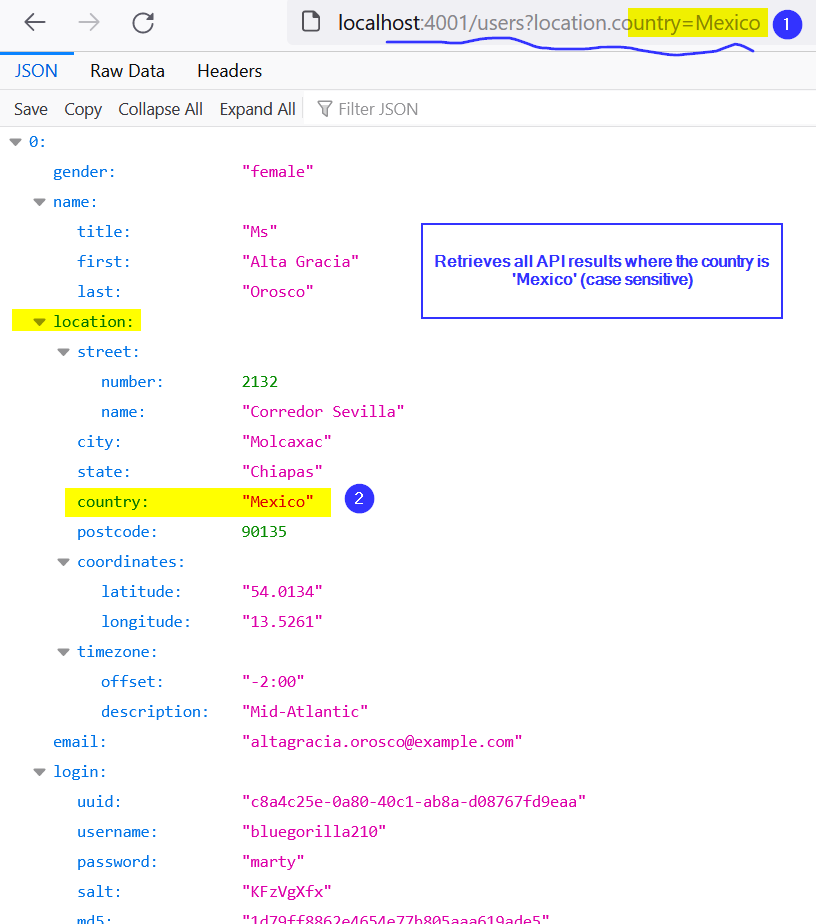 localhost:4001/users?location.country=Mexico 1
JSON Raw Data Headers
Save Copy Collapse All Expand All Filter JSON
0:
gender: "female"
name:
title: "Ms"
first: "Alta Gracia"
last: "Orosco"
Retrieves all API results where the country is
'Mexico' (case sensitive)
location:
street:
number: 2132
name: "Corredor Sevilla"
city: "Molcaxac"
state: "Chiapas"
country: "Mexico" 2
postcode: 90135
coordinates:
latitude: "54.0134"
longitude: "13.5261"
timezone:
offset: "-2:00"
description: "Mid-Atlantic"
email: "altagracia.orosco@example.com"
login:
uuid: "c8a4c25e-0a80-40c1-ab8a-d08767fd9eaa"
username: "bluegorilla210"
password: "marty"
salt: "KFzVgXfx"
md5: "1d79ff8862e4654e77b805aaa619ade5"